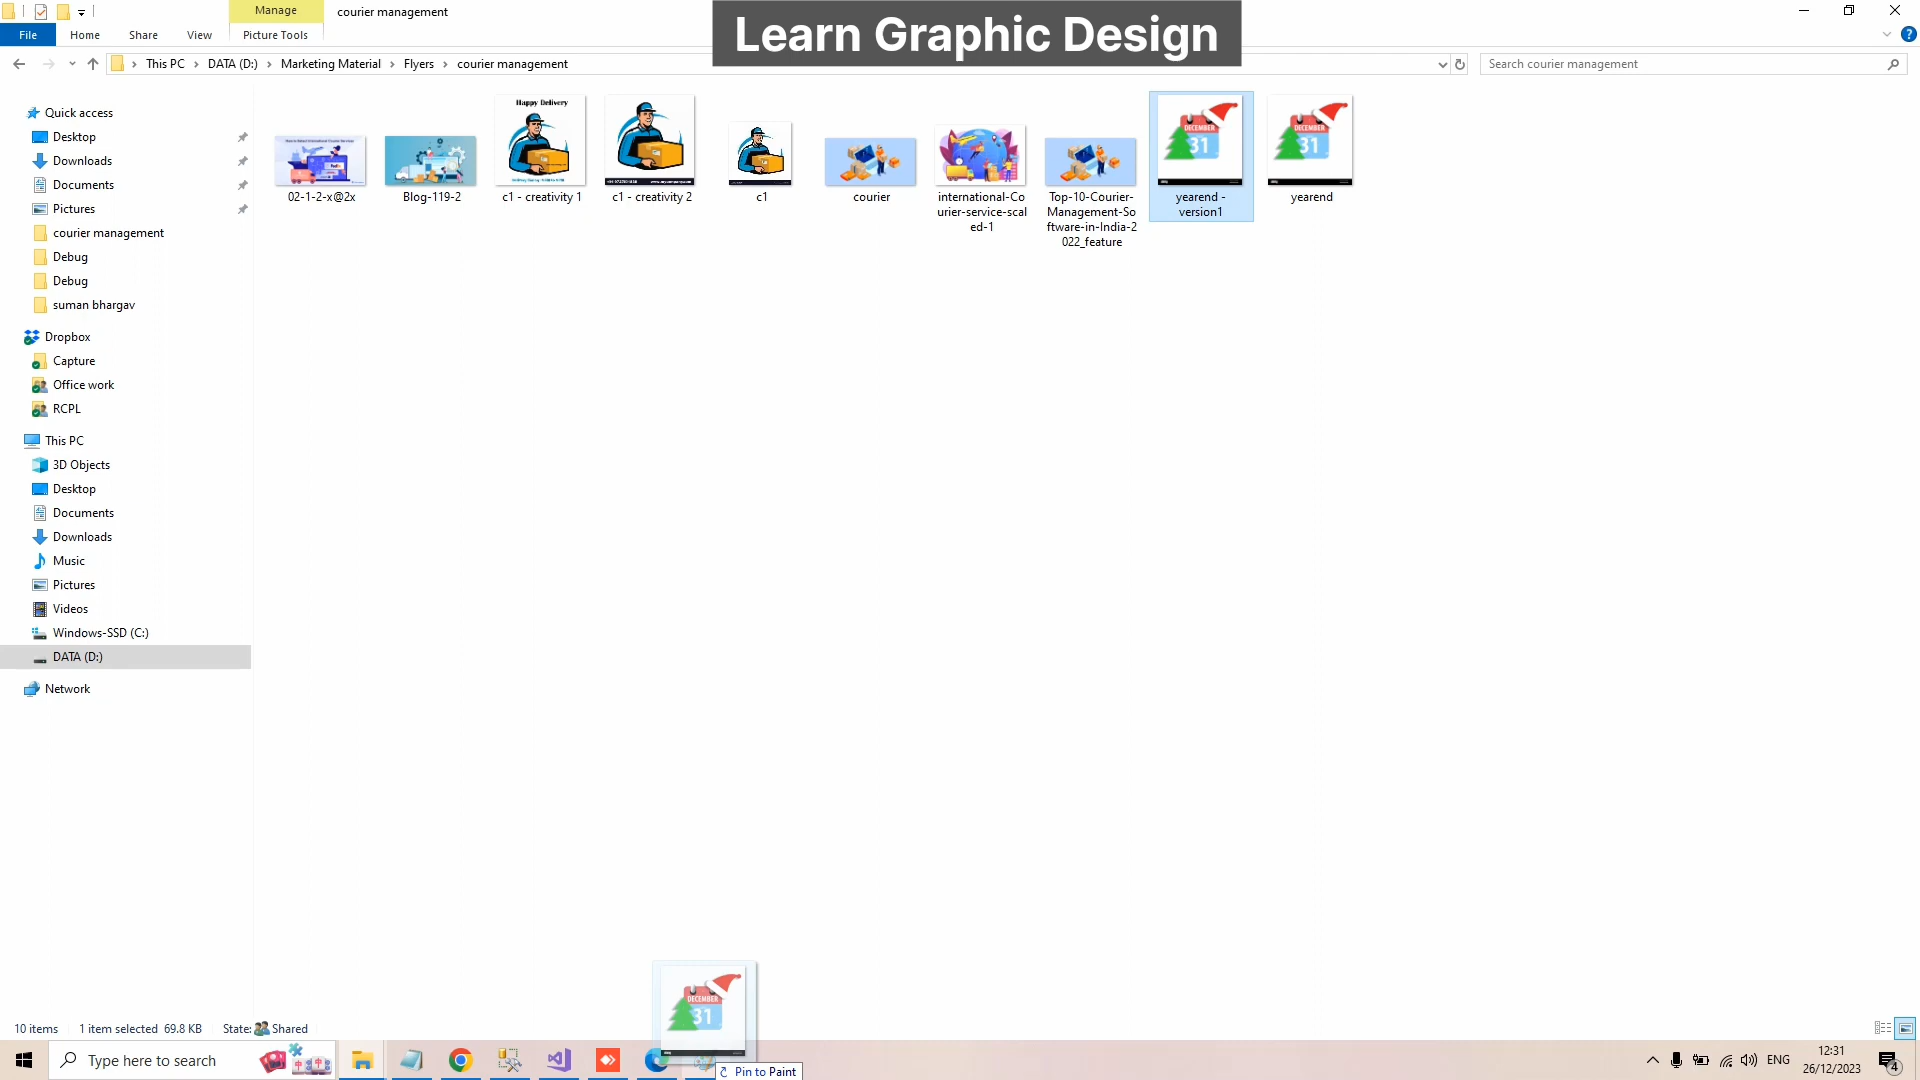 Manage
courier management
Learn Graphic Design
File
Home
Share
View
Picture Tools
This PC
DATA (D:)
Marketing Material
Flyers
courier management
Search courier management
Quick access
Desktop
Downloads
Documents
Pictures
courier management
Debug
Debug
suman bhargav
Dropbox
Capture
Office work
RCPL
This PC
3D Objects
Desktop
Documents
Downloads
Music
Pictures
Videos
Windows-SSD (C:)
DATA (D:)
Network
Happy Delivery
DECEMBER
31
DECEMBER
31
02-1-2-x@2x
Blog-119-2
c1 - creativity 1
c1 - creativity 2
c1
courier
international-Co
urier-service-scal
ed-1
Top-10-Courier-
Management-So
ftware-in-India-2
022_feature
yearend -
version1
yearend
DECEMBER
31
10 items
1 item selected 69.8 KB
State:
Shared
Type here to search
Pin to Paint
ENG
12:31
26/12/2023
4